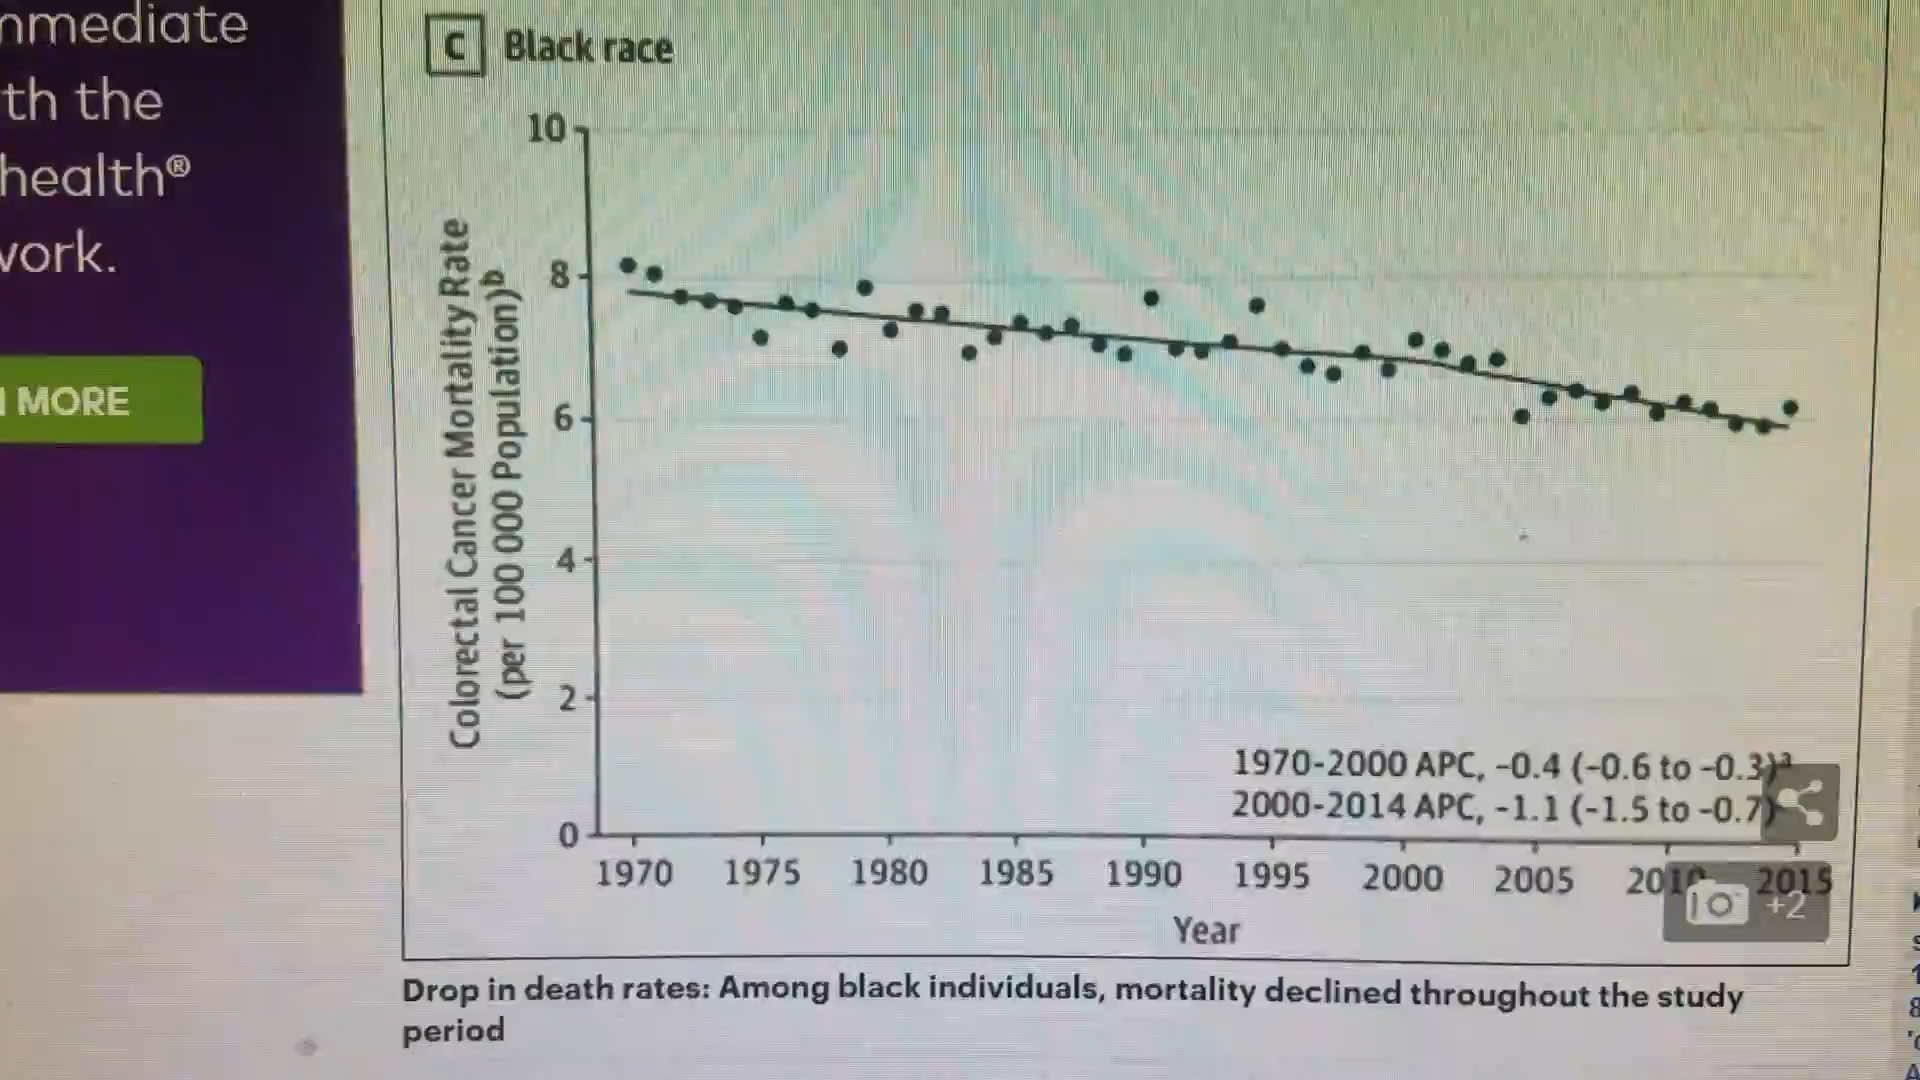 th the
health®
work.
MORE
C Black race
10
8
6
4
2
0
Colorectal Cancer Mortality Rate
(per 100 000 Population)b
1970-2000 APC, -0.4 (-0.6 to -0.3)a
2000-2014 APC, -1.1 (-1.5 to -0.7)
1970 1975 1980 1985 1990 1995 2000 2005 2010 2015
+2
Year
Drop in death rates: Among black individuals, mortality declined throughout the study
period